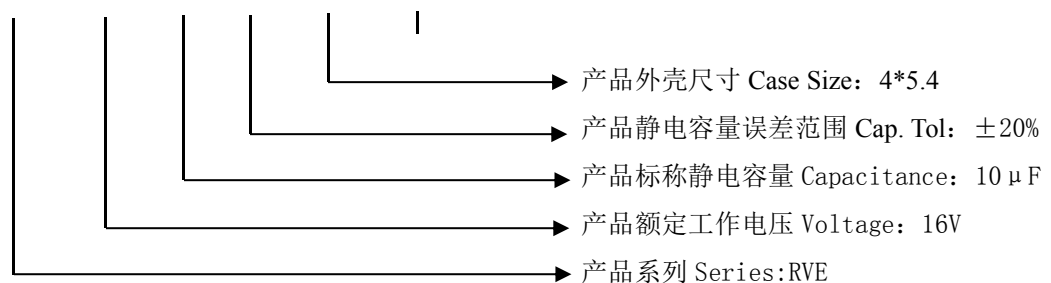 产品外壳尺寸 Case Size：4*5.4
产品静电容量误差范围 Cap. Tol：±20%
产品标称静电容量 Capacitance：10μF
产品额定工作电压 Voltage：16V
产品系列 Series:RVE